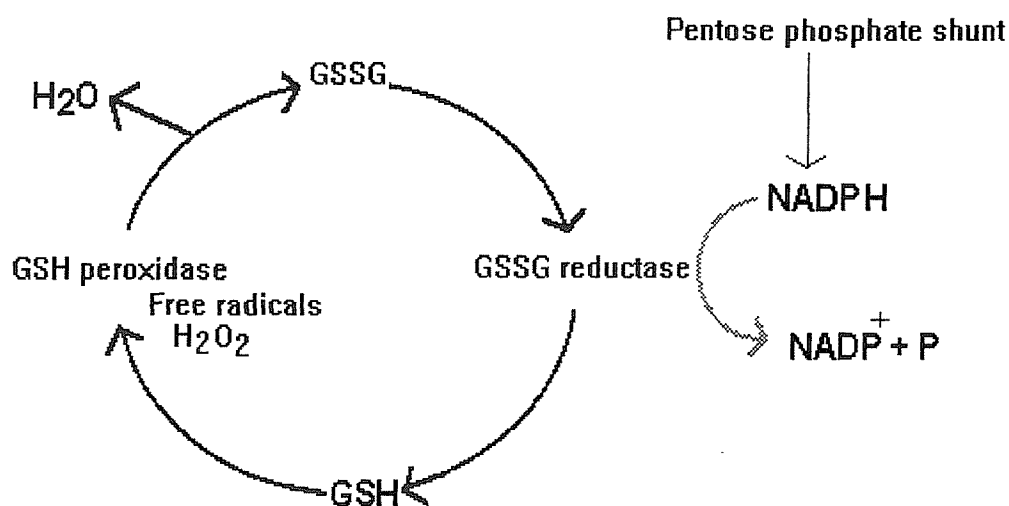 Pentose phosphate shunt
H₂O
GSSG
NADPH
GSH peroxidase
Free radicals
H₂O₂
GSSG reductase
NADP⁺ + P
GSH